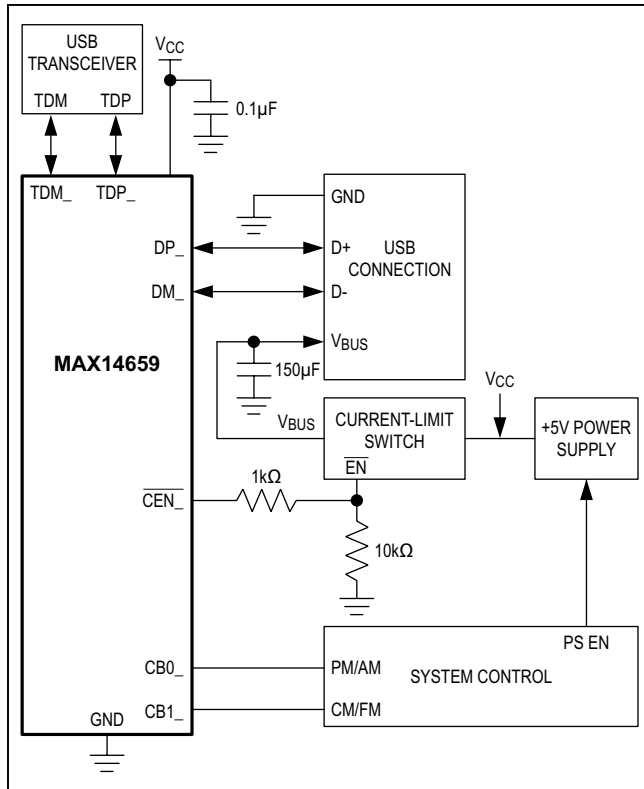 USB
TRANSCEIVER
TDM TDP
VCC
0.1µF
TDM_ TDP_
GND
USB
CONNECTION
DP_ D+
DM_ D-
VBUS
MAX14659
150µF
VBUS
CURRENT-LIMIT
SWITCH
EN
VCC
+5V POWER
SUPPLY
CEN_
1kΩ
10kΩ
PS EN
SYSTEM CONTROL
CB0_ PM/AM
CB1_ CM/FM
GND